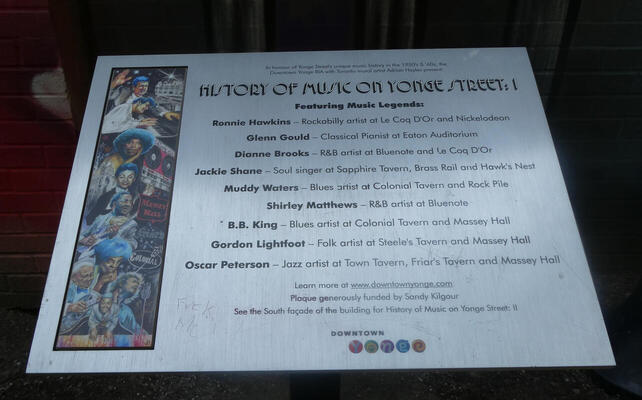 In honour of Yonge Street's unique music history in the 1950's & '60s, the
Downtown Yonge BIA with Toronto mural artist Adrian Hayles present:
HISTORY OF MUSIC ON YONGE STREET: I
Featuring Music Legends:
Ronnie Hawkins – Rockabilly artist at Le Coq D'Or and Nickelodeon
Glenn Gould – Classical Pianist at Eaton Auditorium
Dianne Brooks – R&B artist at Bluenote and Le Coq D'Or
Jackie Shane – Soul singer at Sapphire Tavern, Brass Rail and Hawk's Nest
Muddy Waters – Blues artist at Colonial Tavern and Rock Pile
Shirley Matthews – R&B artist at Bluenote
B.B. King – Blues artist at Colonial Tavern and Massey Hall
Gordon Lightfoot – Folk artist at Steele's Tavern and Massey Hall
Oscar Peterson – Jazz artist at Town Tavern, Friar's Tavern and Massey Hall
Learn more at www.downtownyonge.com
Plaque generously funded by Sandy Kilgour
See the South façade of the building for History of Music on Yonge Street: II
DOWNTOWN
Yonge
MASSEY
HALL
COLONIAL